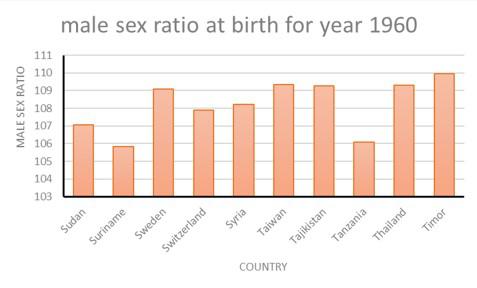 male sex ratio at birth for year 1960
MALE SEX RATIO
111
110
109
108
107
106
105
104
103
Sudan
Suriname
Sweden
Switzerland
Syria
Taiwan
Tajikistan
Tanzania
Thailand
Timor
COUNTRY